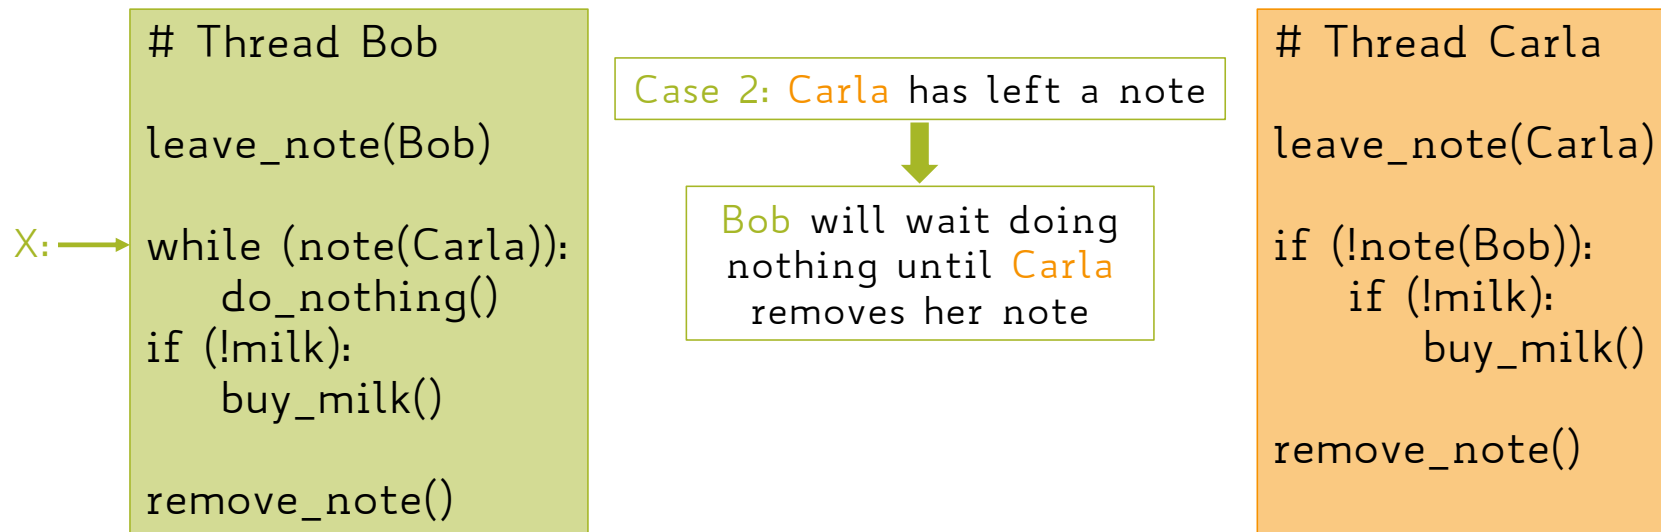 # Thread Bob
leave_note(Bob)
X:
while (note(Carla)):
do_nothing()
if (!milk):
buy_milk()
remove_note()
Case 2: Carla has left a note
Bob will wait doing
nothing until Carla
removes her note
# Thread Carla
leave_note(Carla)
if (!note(Bob)):
if (!milk):
buy_milk()
remove_note()